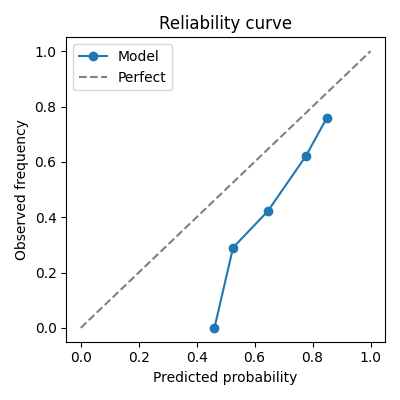 Reliability curve
Model
Perfect
1.0
0.8
0.6
0.4
0.2
0.0
Observed frequency
0.0 0.2 0.4 0.6 0.8 1.0
Predicted probability